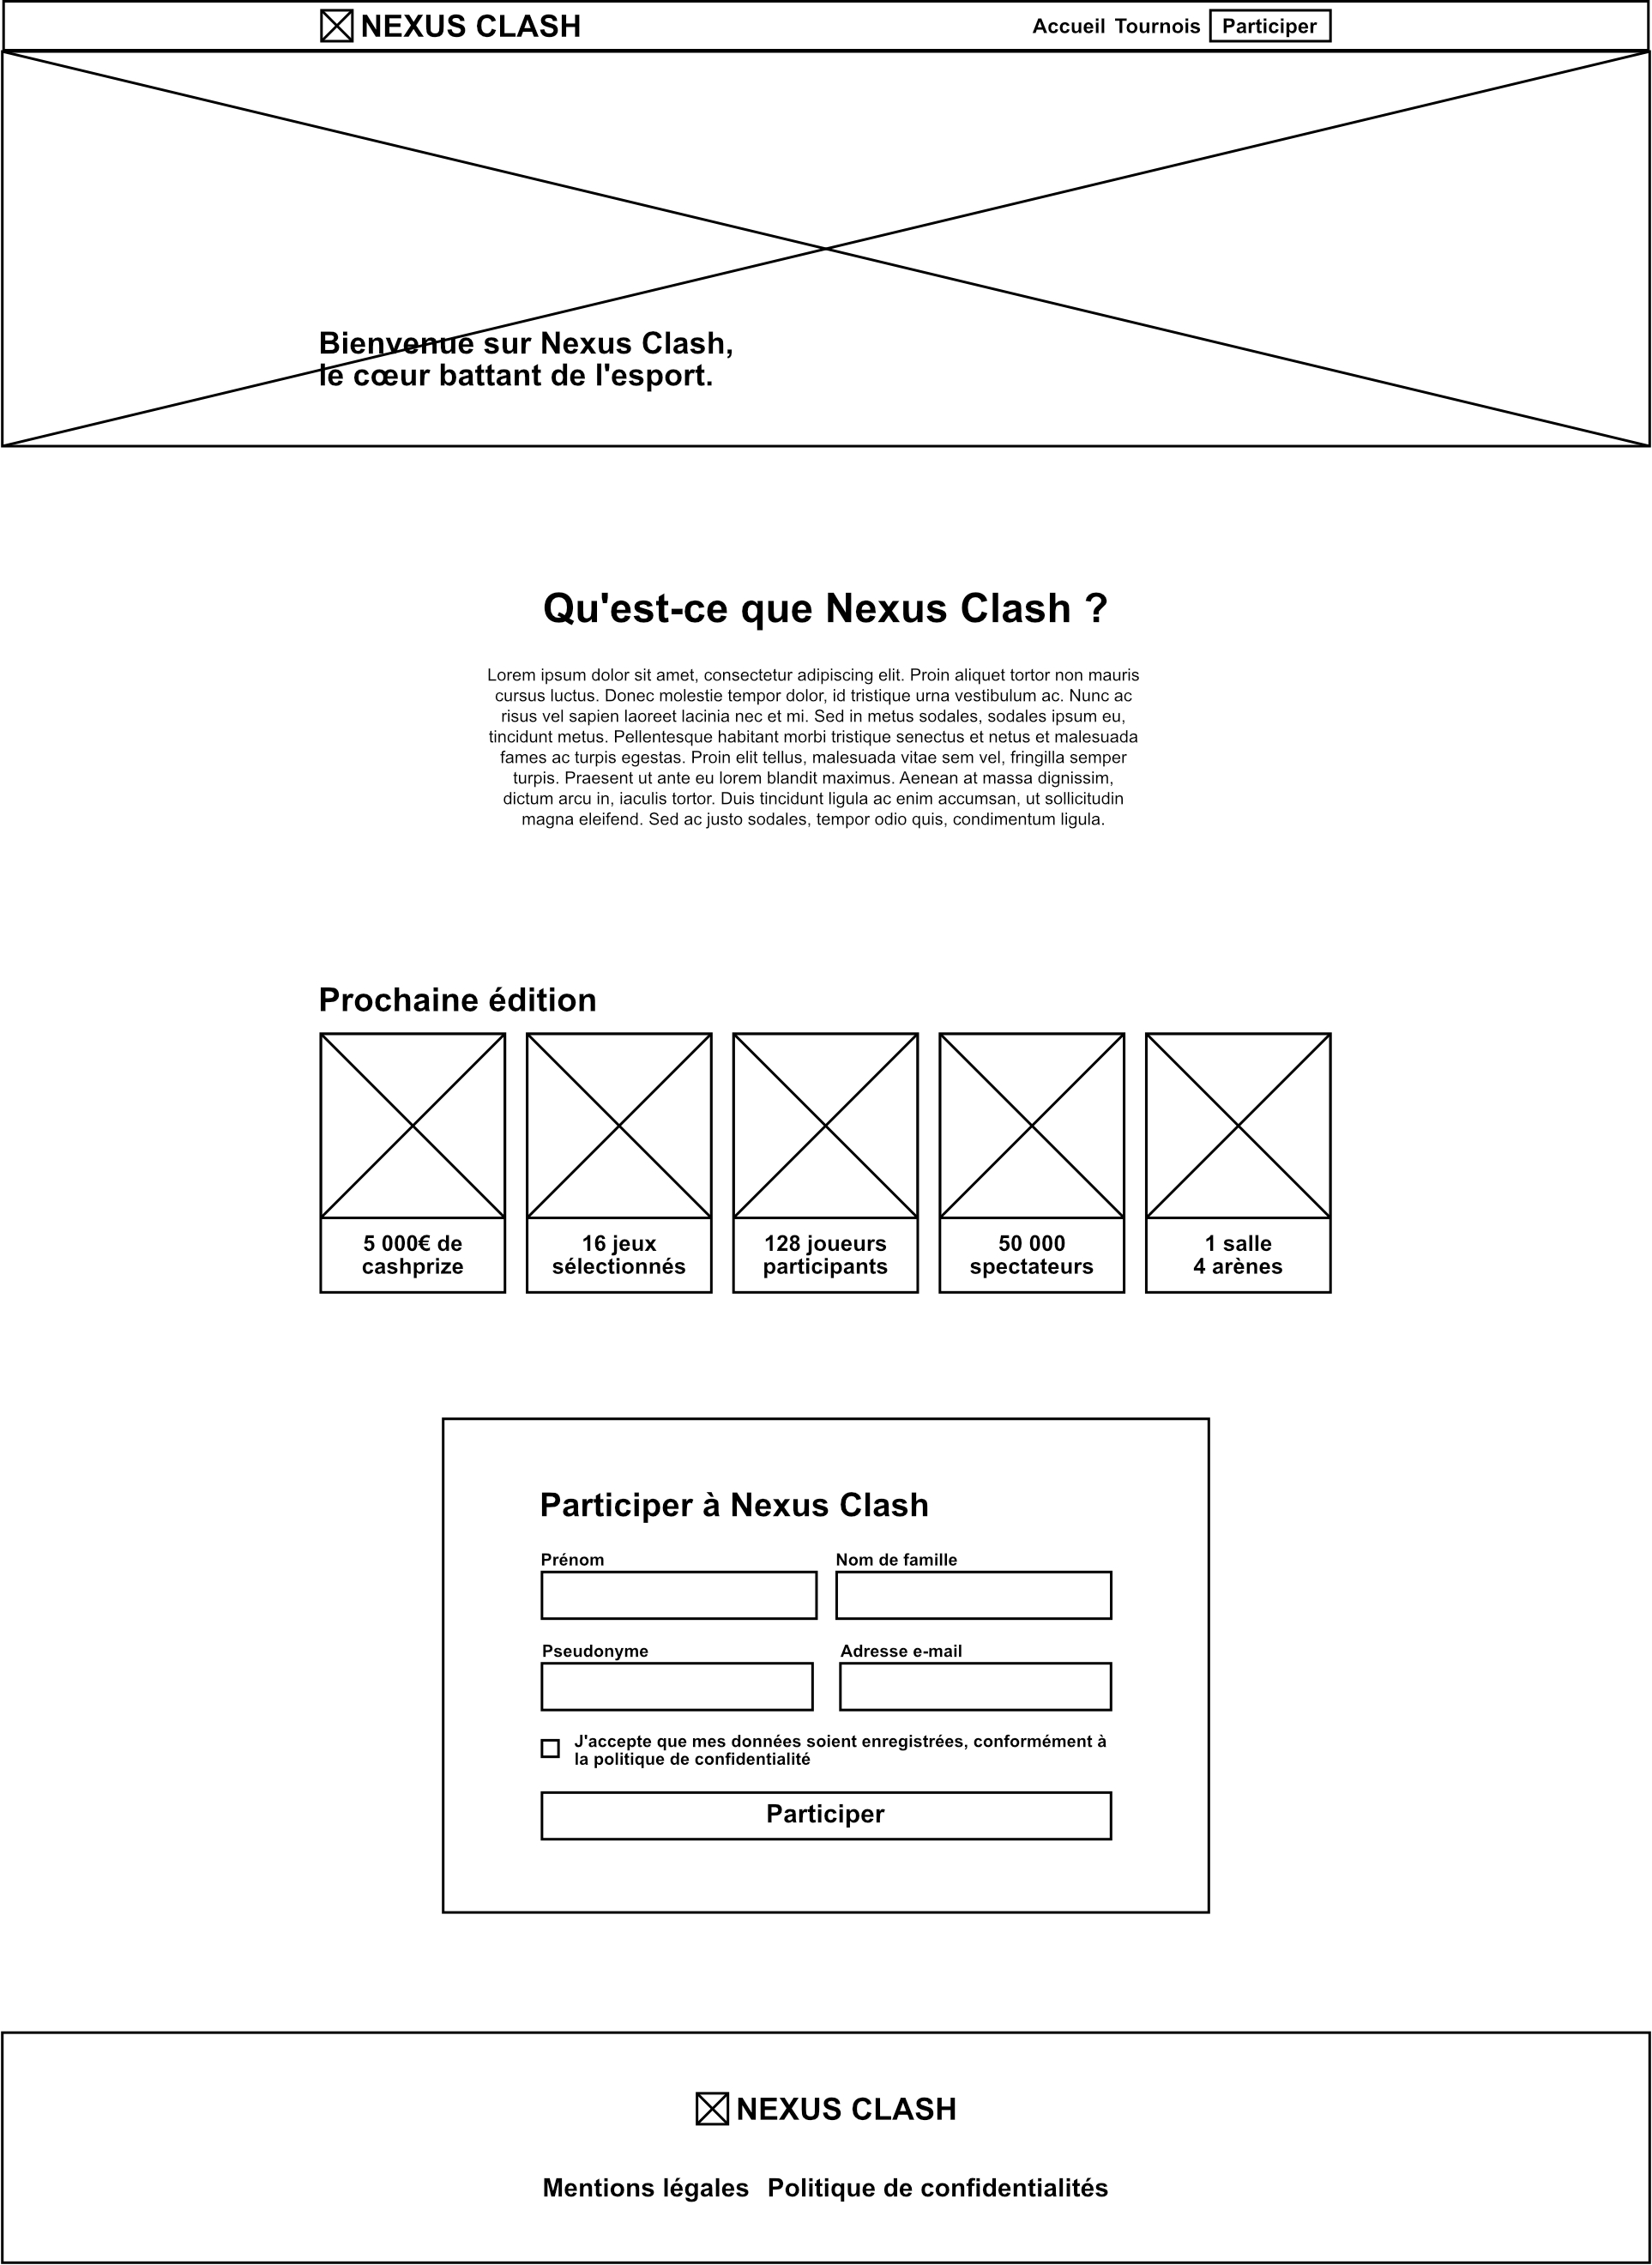 NEXUS CLASH
Accueil Tournois Participer
Bienvenue sur Nexus Clash,
le cœur battant de l'esport.
Qu'est-ce que Nexus Clash ?
Lorem ipsum dolor sit amet, consectetur adipiscing elit. Proin aliquet tortor non mauris
cursus luctus. Donec molestie tempor dolor, id tristique urna vestibulum ac. Nunc ac
risus vel sapien laoreet lacinia nec et mi. Sed in metus sodales, sodales ipsum eu,
tincidunt metus. Pellentesque habitant morbi tristique senectus et netus et malesuada
fames ac turpis egestas. Proin elit tellus, malesuada vitae sem vel, fringilla semper
turpis. Praesent ut ante eu lorem blandit maximus. Aenean at massa dignissim,
dictum arcu in, iaculis tortor. Duis tincidunt ligula ac enim accumsan, ut sollicitudin
magna eleifend. Sed ac justo sodales, tempor odio quis, condimentum ligula.
Prochaine édition
5 000€ de
cashprize
16 jeux
sélectionnés
128 joueurs
participants
50 000
spectateurs
1 salle
4 arènes
Participer à Nexus Clash
Prénom
Nom de famille
Pseudonyme
Adresse e-mail
J'accepte que mes données soient enregistrées, conformément à
la politique de confidentialité
Participer
NEXUS CLASH
Mentions légales Politique de confidentialités